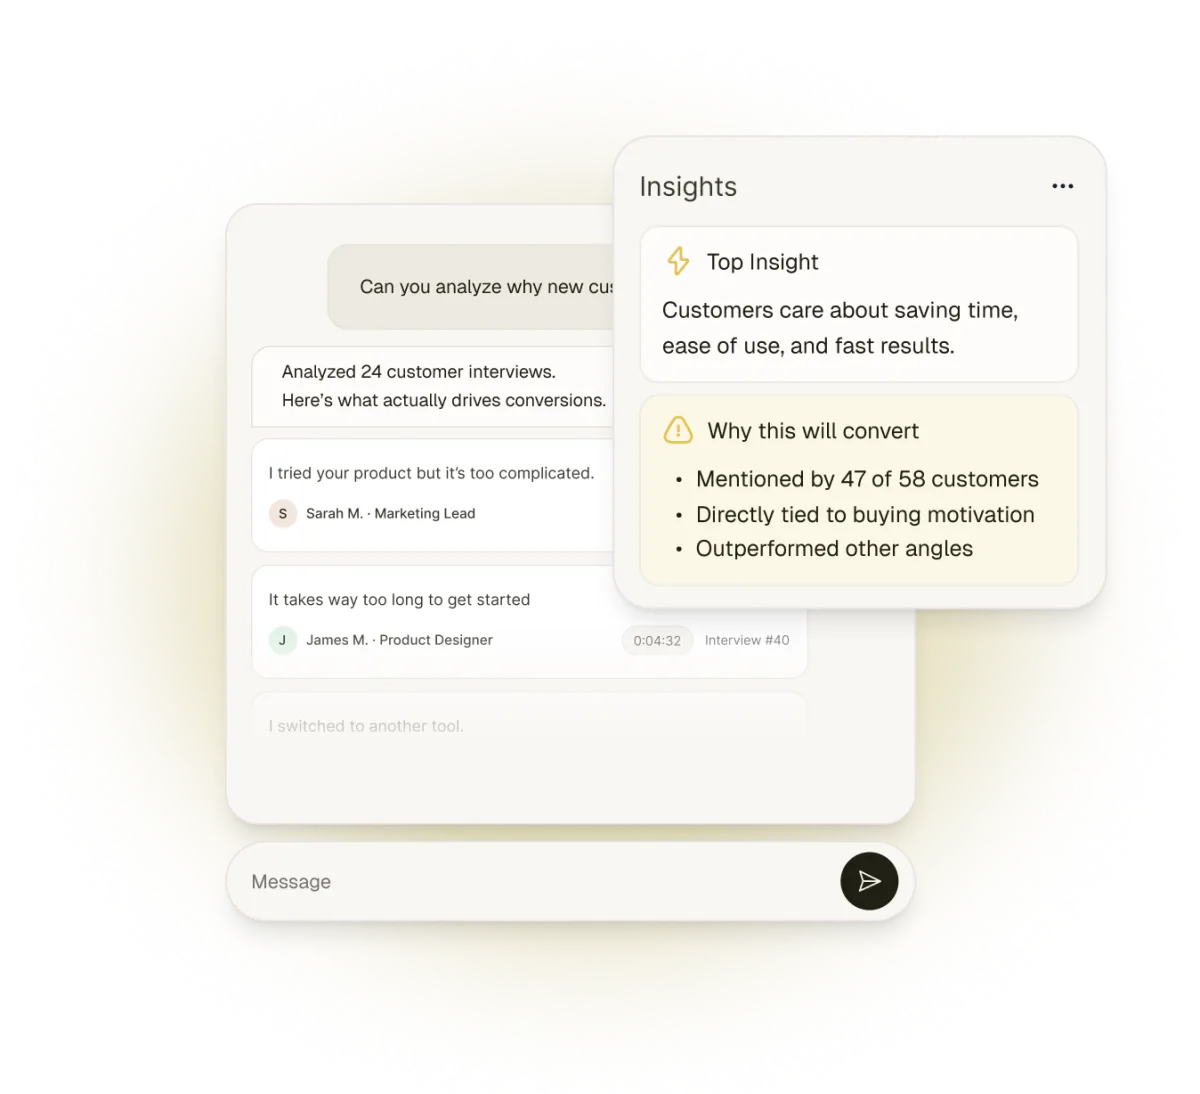 Can you analyze why new
Analyzed 24 customer interviews.
Here’s what actually drives conversions.
I tried your product but it’s too complicated.
S
Sarah M. · Marketing Lead
It takes way too long to get started
J
James M. · Product Designer
0:04:32
Interview #40
I switched to another tool.
Message
Insights
Top Insight
Customers care about saving time,
ease of use, and fast results.
Why this will convert
• Mentioned by 47 of 58 customers
• Directly tied to buying motivation
• Outperformed other angles